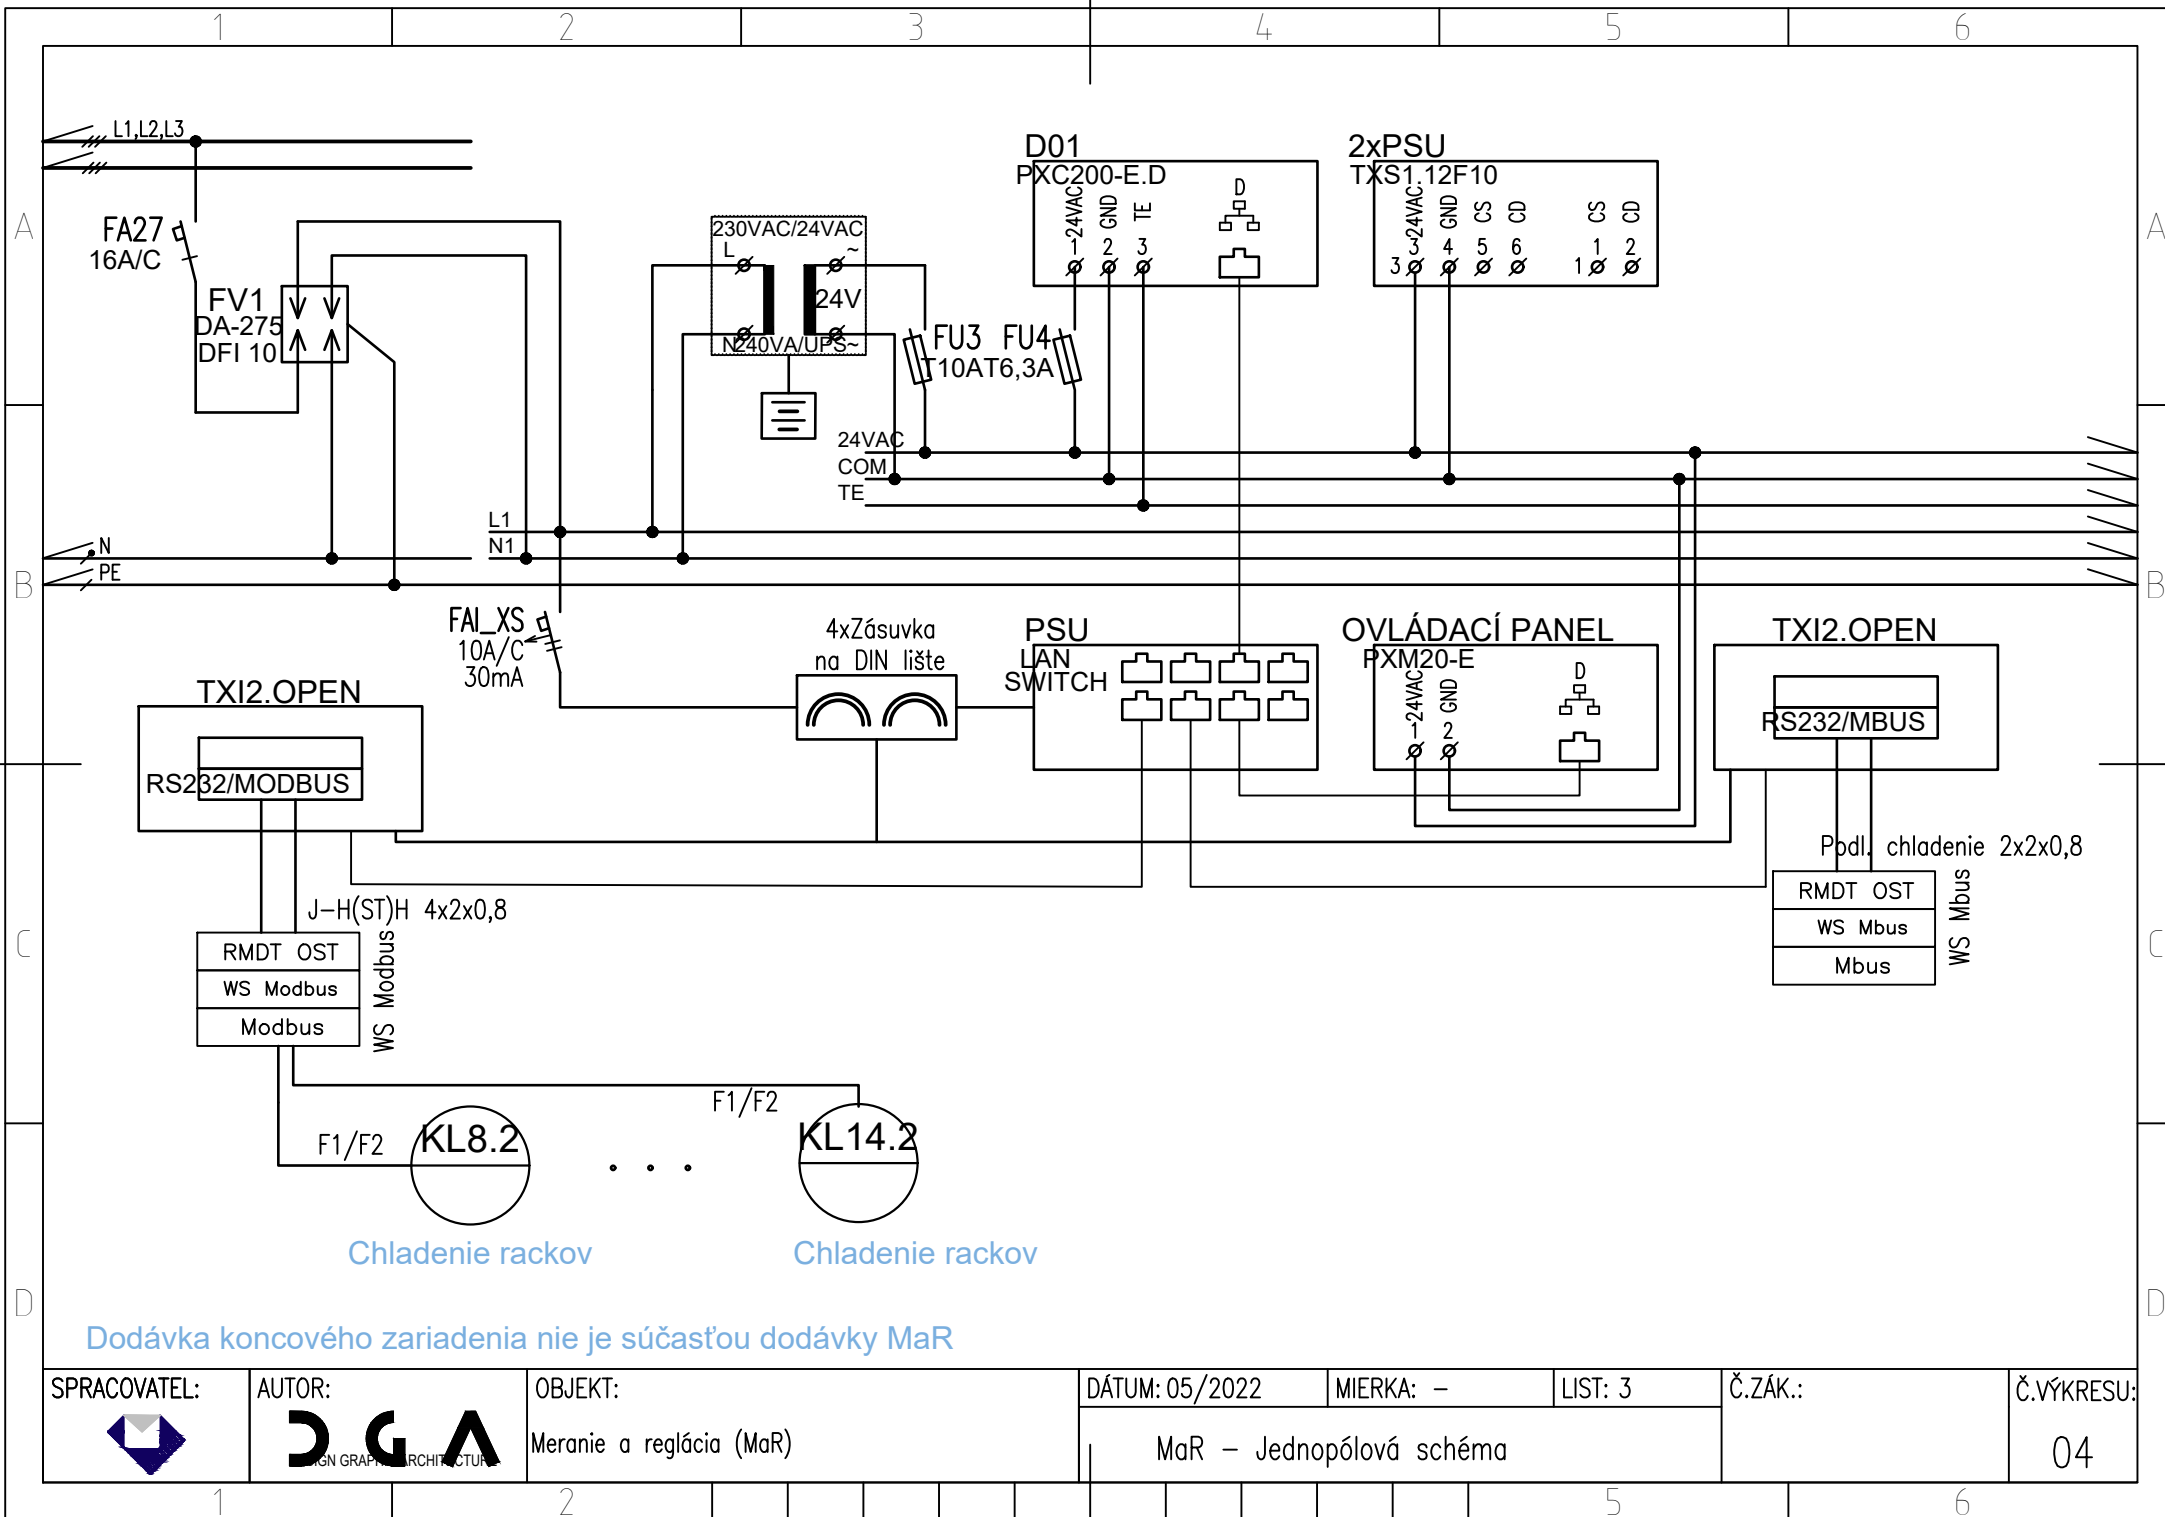 1 2 3 4 5 6
A A
B B
C C
D D
L1,L2,L3
FA27
16A/C
FV1
DA-275
DFI 10
230VAC/24VAC
L ~
24V
N240VA/UPS~
FU3 FU4
T10AT6,3A
D01
PXC200-E.D
24VAC GND TE D
1 2 3
2xPSU
TXS1.12F10
24VAC GND CS CD CS CD
3 4 5 6 1 2
3 1
24VAC
COM
TE
L1
N1
N
PE
FAI_XS
10A/C
30mA
4xZásuvka
na DIN lište
PSU
LAN
SWITCH
OVLÁDACÍ PANEL
PXM20-E
24VAC GND D
1 2
TXI2.OPEN
RS232/MBUS
TXI2.OPEN
RS232/MODBUS
Podl. chladenie 2x2x0,8
RMDT OST
WS Mbus
Mbus
WS Mbus
J-H(ST)H 4x2x0,8
RMDT OST
WS Modbus
Modbus
WS Modbus
F1/F2
F1/F2
KL8.2
KL14.2
Chladenie rackov
Chladenie rackov
Dodávka koncového zariadenia nie je súčasťou dodávky MaR
SPRACOVATEL:
AUTOR:
DGA
OBJEKT:
Meranie a reglácia (MaR)
DÁTUM: 05/2022
MIERKA: -
LIST: 3
MaR - Jednopólová schéma
Č.ZÁK.:
Č.VÝKRESU:
04
1 2 5 6